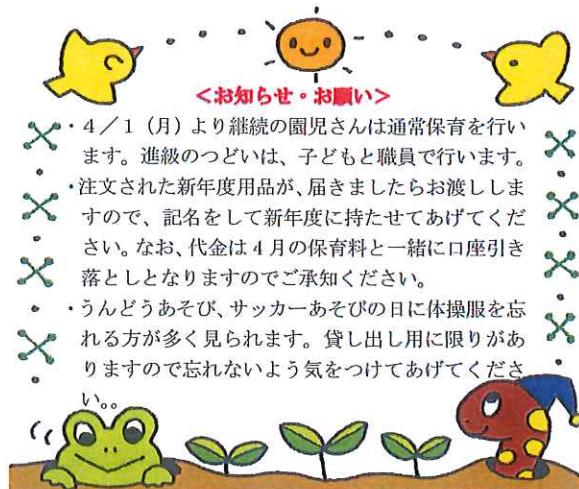 <お知らせ・お願い>
・4／1（月）より継続の園児さんは通常保育を行い
ます。進級のつどいは、子どもと職員で行います。
・注文された新年度用品が、届きましたらお渡ししま
すので、記名をして新年度に持たせてあげてくだ
さい。なお、代金は4月の保育料と一緒に口座引き
落としとなりますのでご承知ください。
・うんどうあそび、サッカーあそびの日に体操服を忘
れる方が多く見られます。貸し出し用に限りがあ
りますので忘れないよう気をつけてあげてくださ
い。。